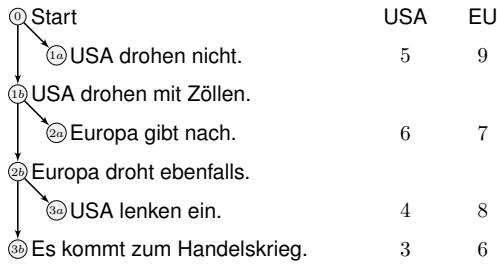 0 Start USA EU
1a USA drohen nicht. 5 9
1b USA drohen mit Zöllen.
2a Europa gibt nach. 6 7
2b Europa droht ebenfalls.
3a USA lenken ein. 4 8
3b Es kommt zum Handelskrieg. 3 6